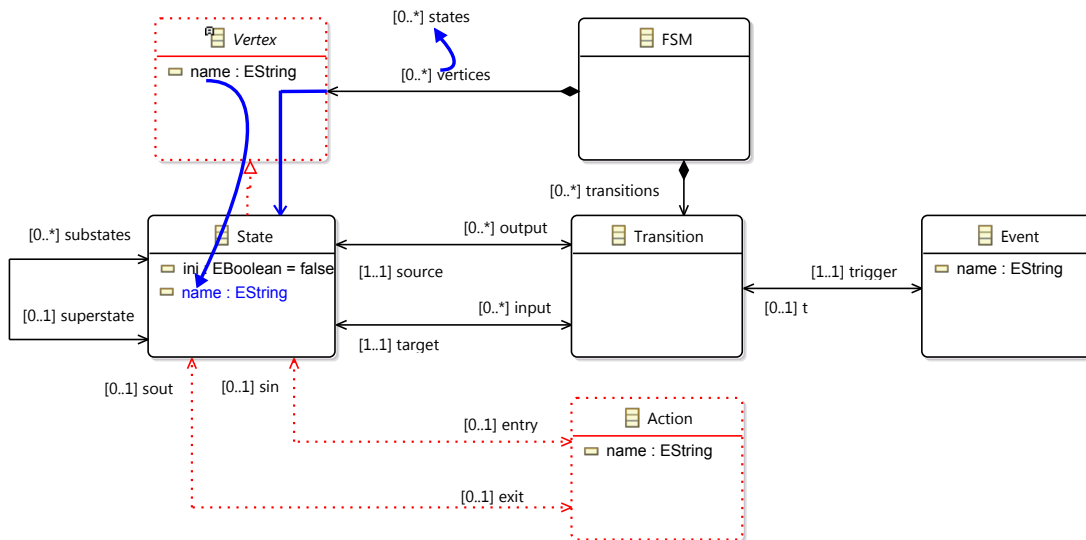 [0..*] states
Vertex
FSM
name : EString
[0..*] vertices
[0..*] transitions
[0..*] substates
State
[0..*] output
Transition
Event
ini : EBoolean = false
[1..1] source
[1..1] trigger
name : EString
name : EString
[0..1] superstate
[0..*] input
[0..1] t
[1..1] target
[0..1] sout
[0..1] sin
Action
[0..1] entry
name : EString
[0..1] exit